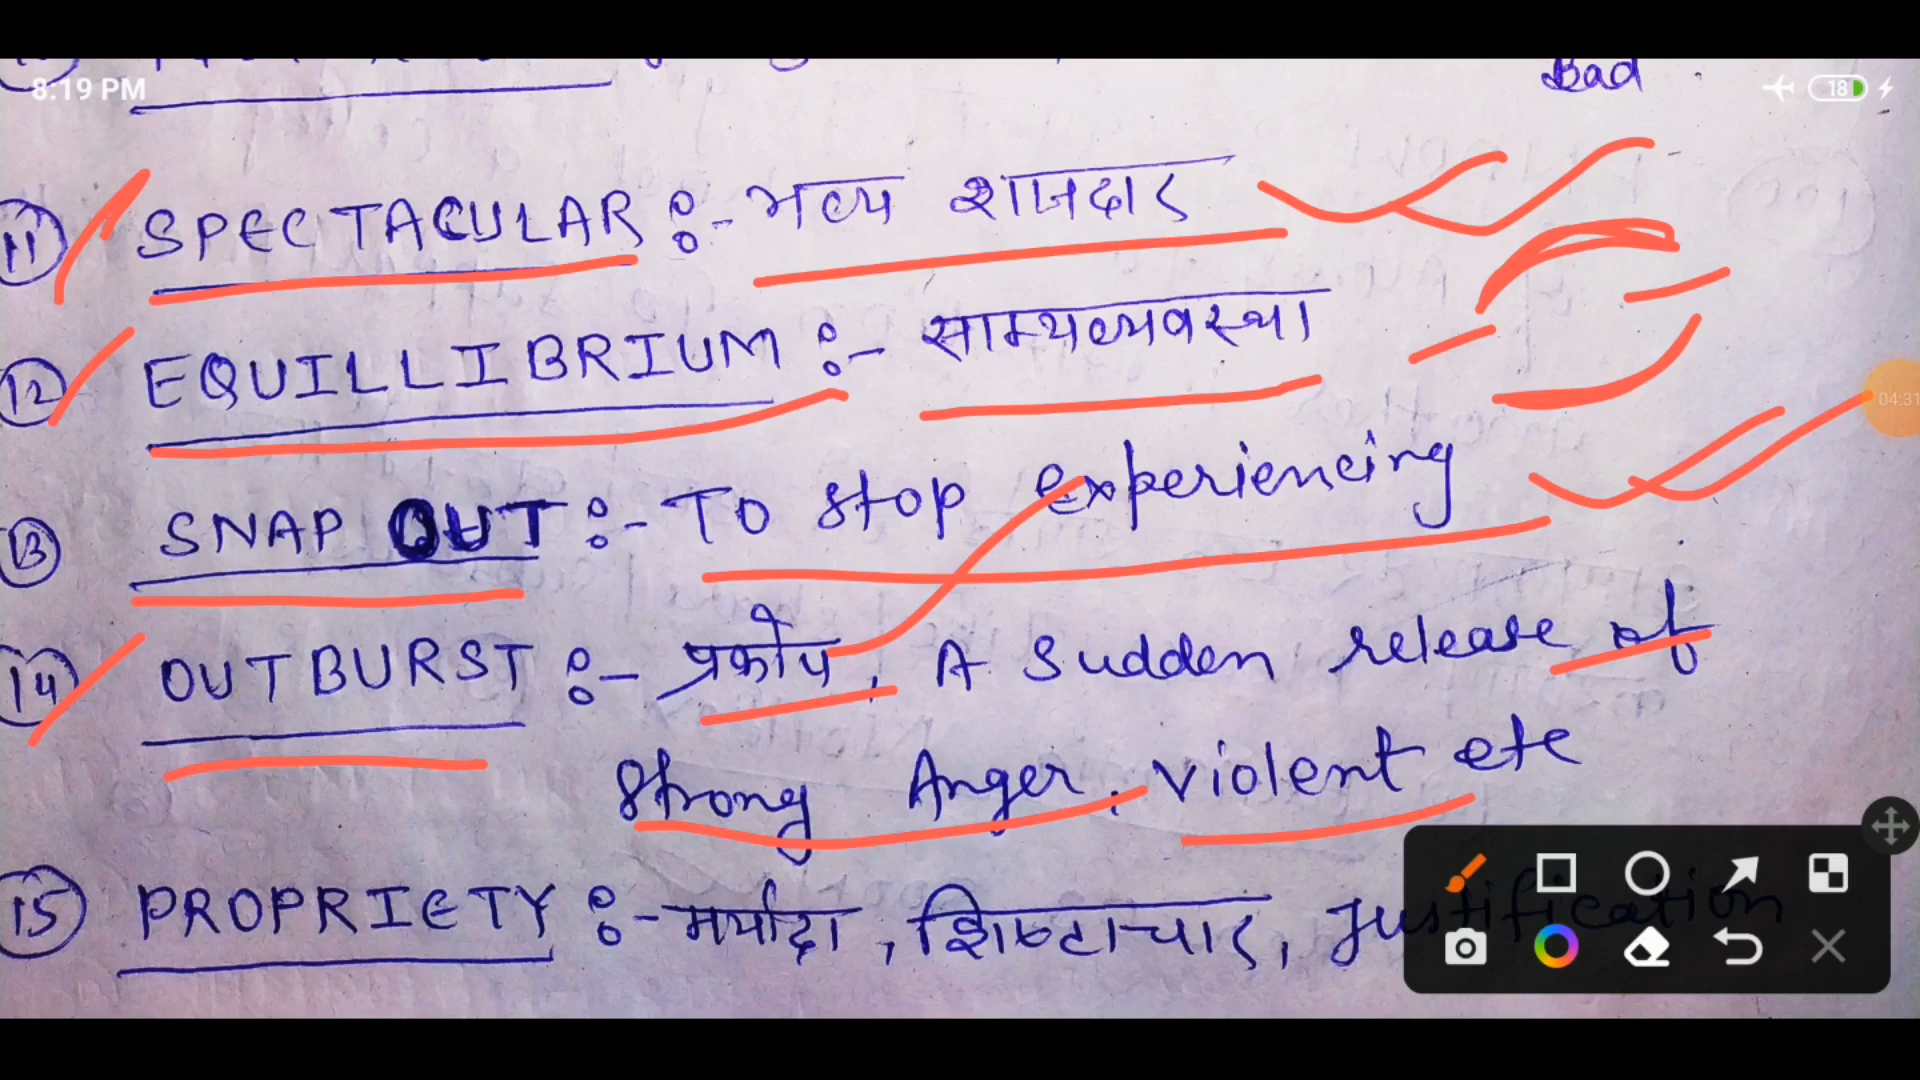 Bad
8:19 PM
18
11 SPECTACULAR :- भव्य शानदार
12 EQUILLIBRIUM :- साम्यव्यवस्था
04:31
13 SNAP OUT :- To stop experiencing
14 OUTBURST :- प्रकोप, A Sudden release of
Strong Anger, violent etc
15 PROPRIETY :- मर्यादा, शिष्टाचार, Justification